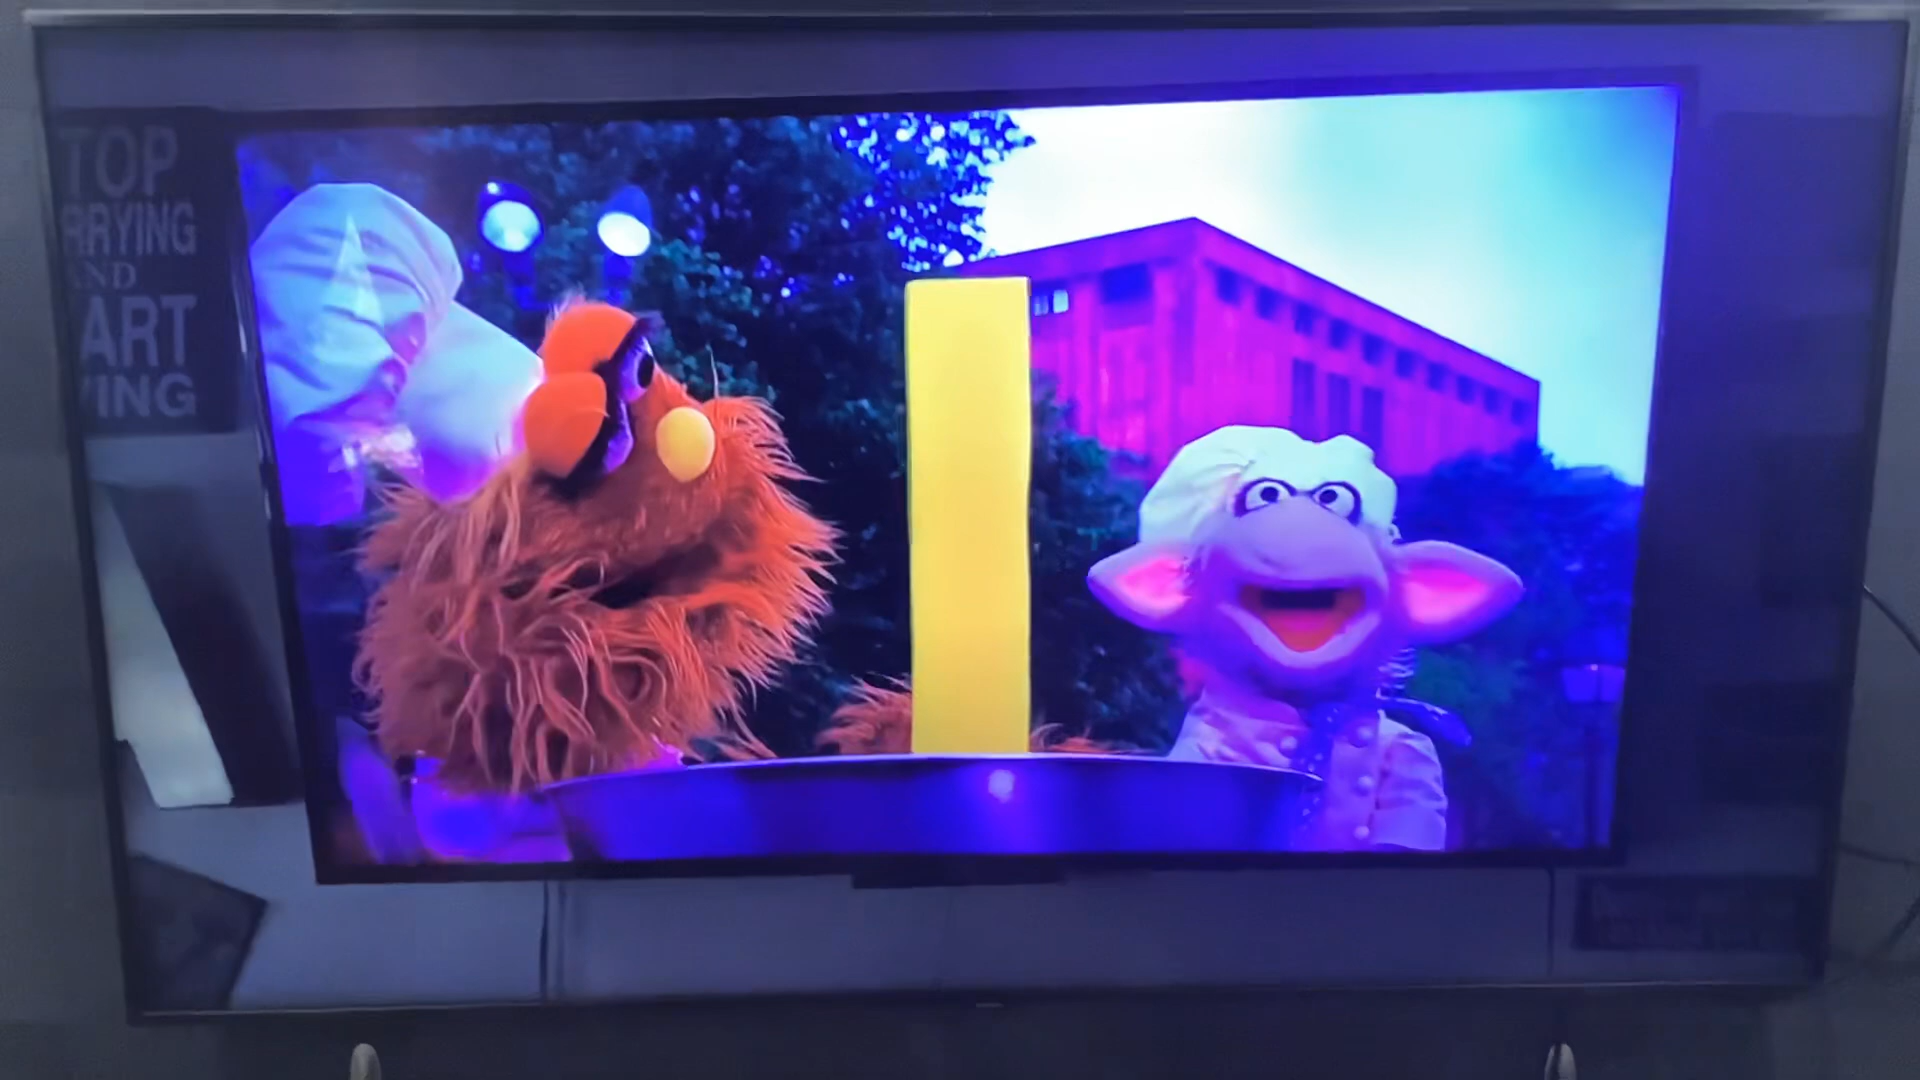 TOP
RRYING
AND
ART
ING